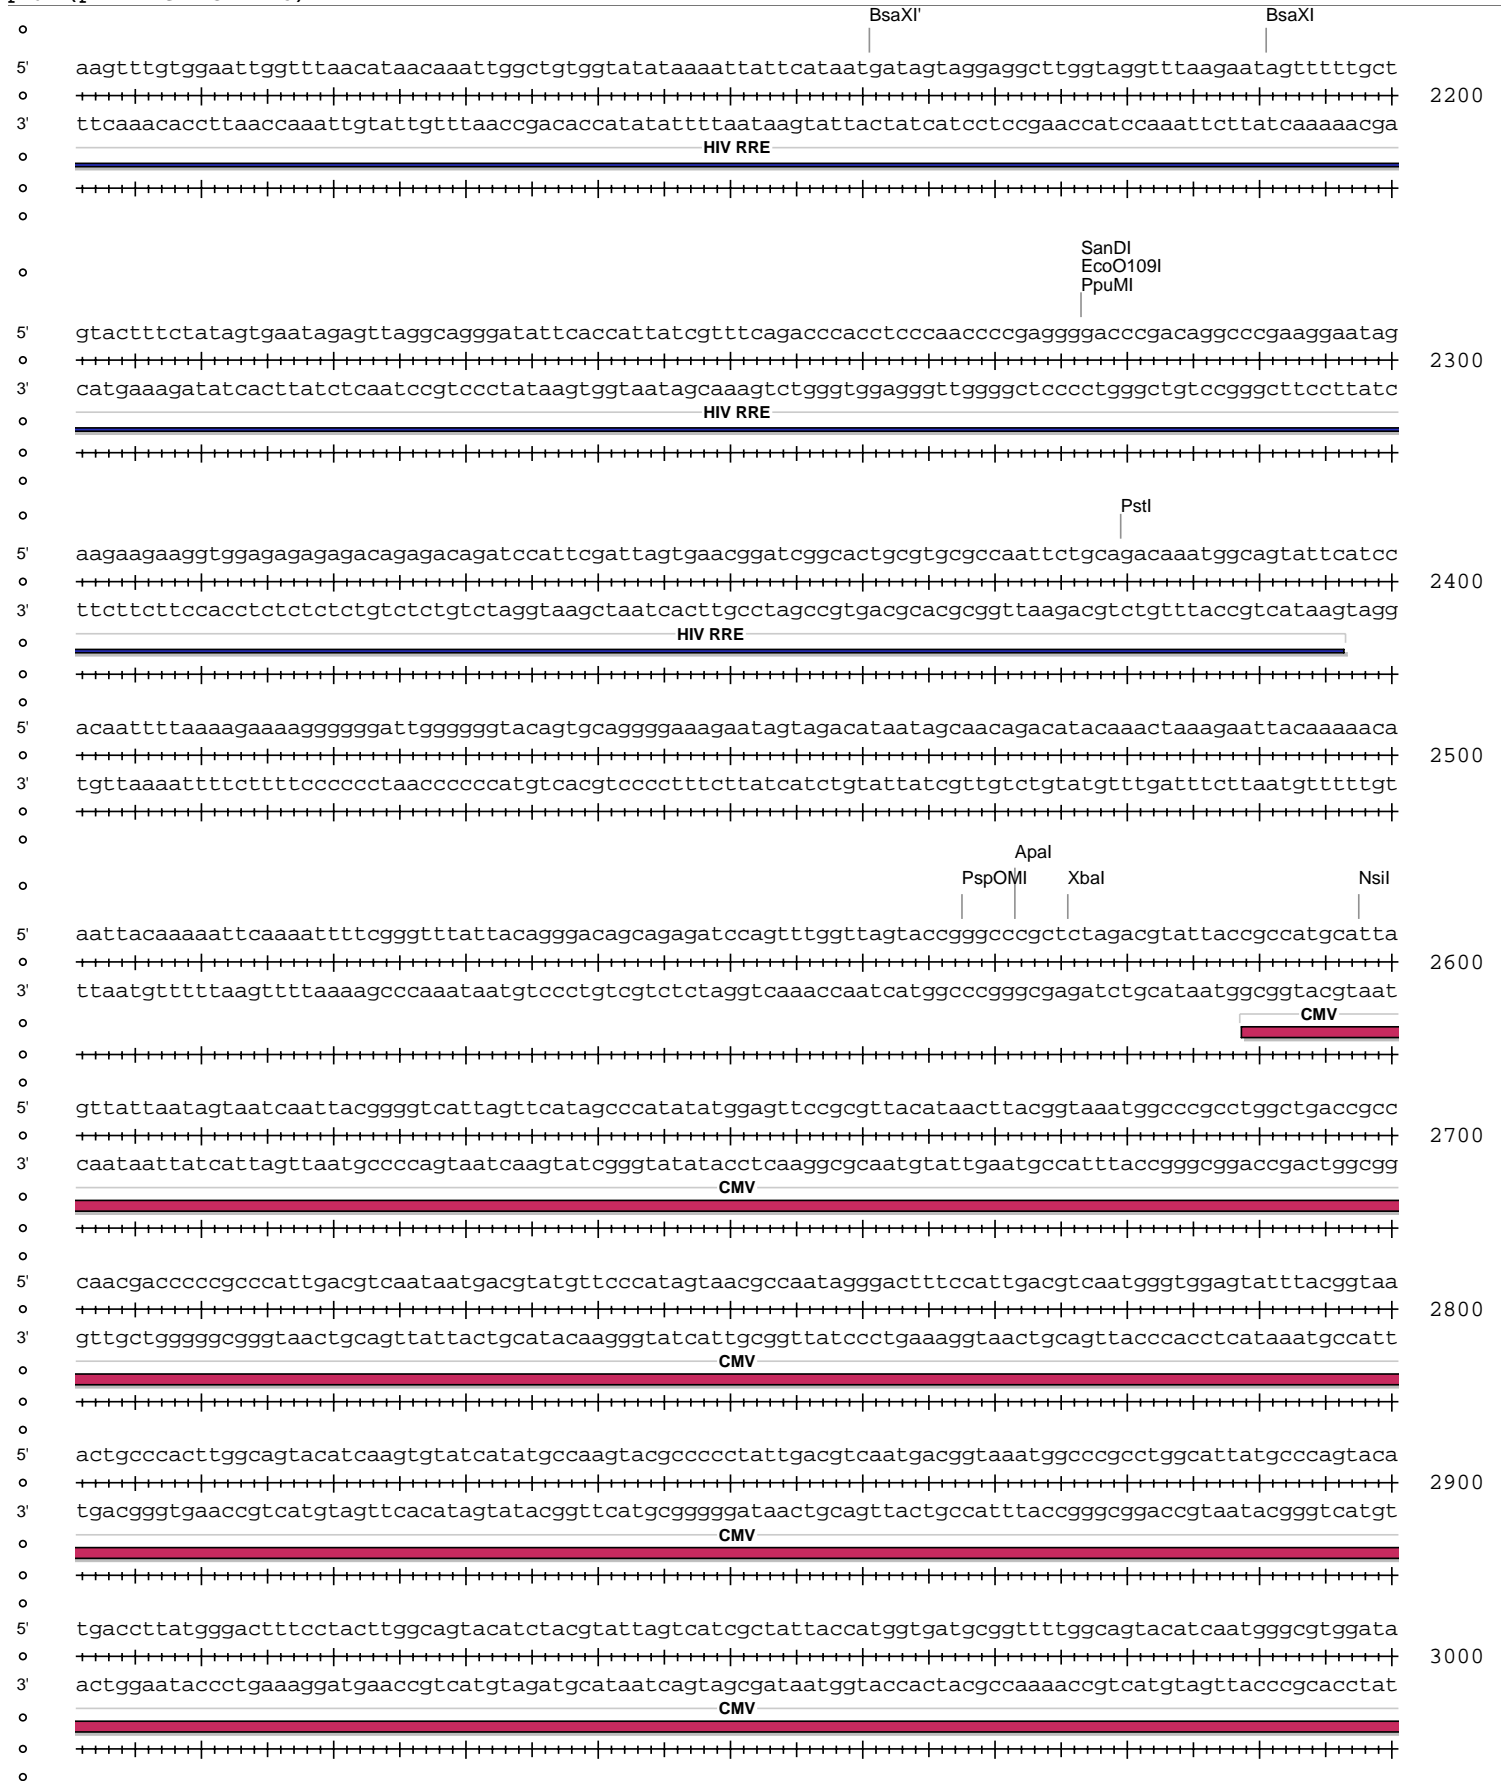 BsaXI' BsaXI
5' aagtttgtggaattggtttaacataacaaattggctgtggtatataaaattattcataatgatagtaggaggcttggtaggtttaagaatagtttttgct
2200
3' ttcaaacaccttaaccaaattgtattgtttaaccgacaccatatattttaataagtattactatcatcctccgaaccatccaaattcttatcaaaaacga
HIV RRE
SanDI
EcoO109I
PpuMI
5' gtactttctatagtgaatagagttaggcagggatattcaccattatcgtttcagacccacctcccaaccccgaggggacccgacaggcccgaaggaatag
2300
3' catgaaagatatcacttatctcaatccgtccctataagtggtaatagcaaagtctgggtggagggttggggctcccctgggctgtccgggcttccttatc
HIV RRE
PstI
5' aagaagaaggtggagagagagacagagacagatccattcgattagtgaacggatcggcactgcgtgcgccaattctgcagacaaatggcagtattcatcc
2400
3' ttcttcttccacctctctctctgtctctgtctaggtaagctaatcacttgcctagccgtgacgcacgcggttaagacgtctgtttaccgtcataagtagg
HIV RRE
5' acaattttaaaagaaaaggggggattggggggtacagtgcaggggaaagaatagtagacataatagcaacagacatacaaactaaagaattacaaaaaca
2500
3' tgttaaaattttcttttccccccctaaccccccatgtcacgtcccctttcttatcatctgtattatcgttgtctgtatgtttgatttcttaatgtttttgt
ApaI
PspOMI XbaI NsiI
5' aattacaaaaattcaaaattttcgggtttattacagggacagcagagatccagtttggttagtaccgggcccgctctagacgtattaccgccatgcatta
2600
3' ttaatgtttttaagttttaaaagcccaaataatgtccctgtcgtctctaggtcaaaccaatcatggcccgggcgagatctgcataatggcggtacgtaat
CMV
5' gttattaatagtaatcaattacggggtcattagttcatagcccatatatggagttccgcgttacataacttacggtaaatggcccgcctggctgaccgcc
2700
3' caataattatcattagttaatgccccagtaatcaagtatcgggtatatacctcaaggcgcaatgtattgaatgccatttaccgggcggaccgactggcgg
CMV
5' caacgacccccgcccattgacgtcaataatgacgtatgttcccatagtaacgccaatagggactttccattgacgtcaatgggtggagtatttacggtaa
2800
3' gttgctgggggcgggtaactgcagttattactgcatacaagggtatcattgcggttatccctgaaaggtaactgcagttacccacctcataaatgccatt
CMV
5' actgcccacttggcagtacatcaagtgtatcatatgccaagtacgccccctattgacgtcaatgacggtaaatggcccgcctggcattatgcccagtaca
2900
3' tgacgggtgaaccgtcatgtagttcacatagtatacggttcatgcgggggataactgcagttactgccatttaccgggcggaccgtaatacgggtcatgt
CMV
5' tgaccttatgggactttcctacttggcagtacatctacgtattagtcatcgctattaccatggtgatgcggttttggcagtacatcaatgggcgtggata
3000
3' actggaataccctgaaaggatgaaccgtcatgtagatgcataatcagtagcgataatggtaccactacgccaaaaccgtcatgtagttacccgcacctat
CMV